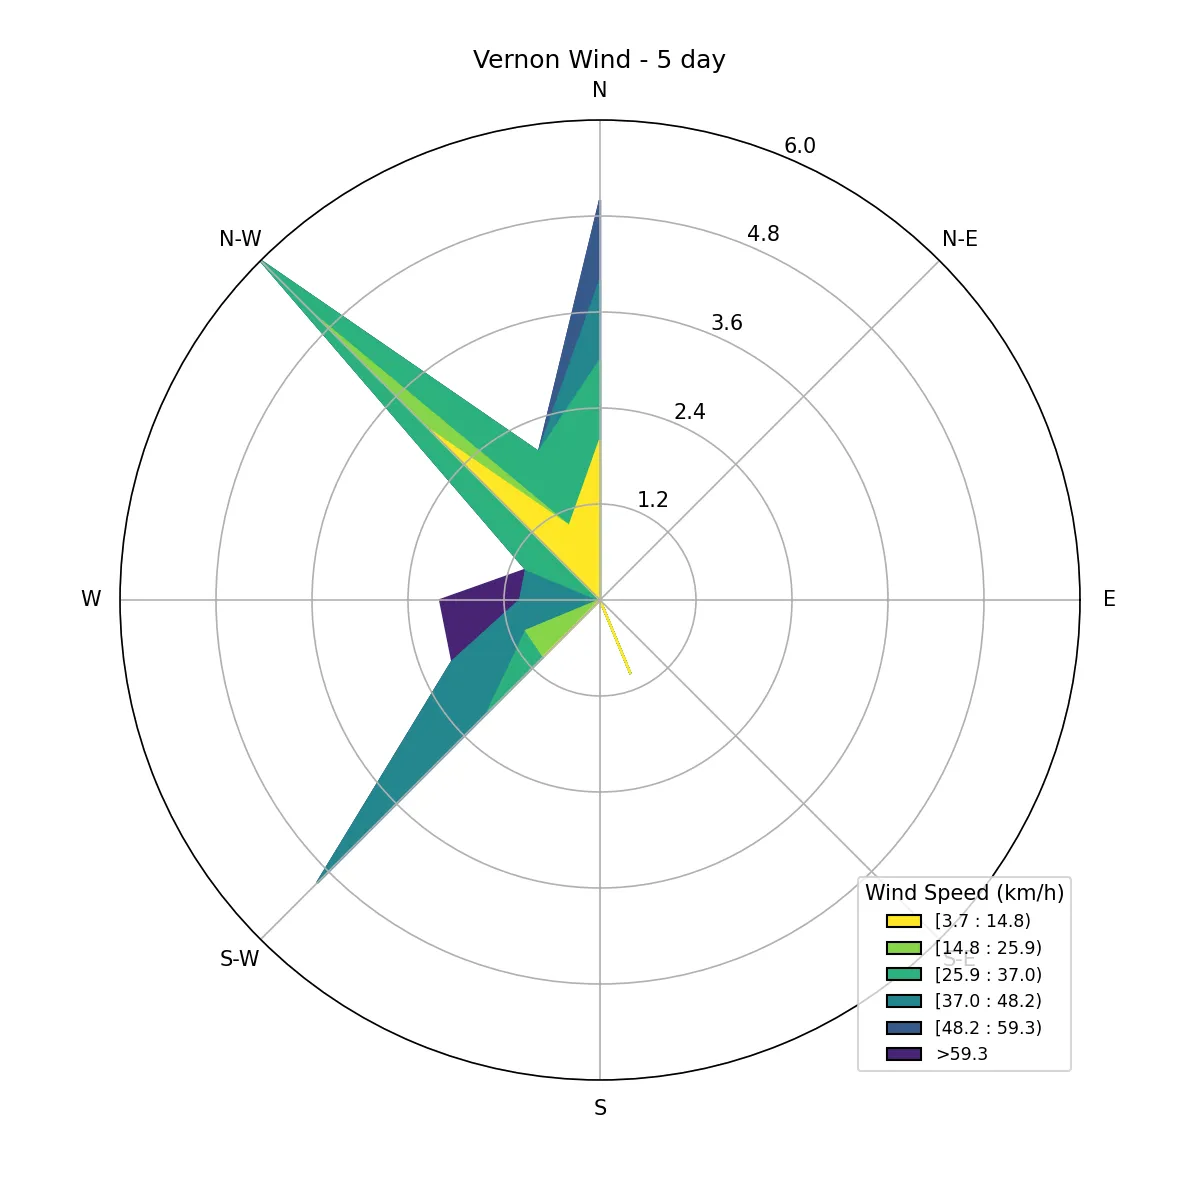 Vernon Wind - 5 day
N
6.0
N-W
N-E
4.8
3.6
2.4
1.2
W
E
Wind Speed (km/h)
[3.7 : 14.8)
[14.8 : 25.9)
S-W
S-E
[25.9 : 37.0)
[37.0 : 48.2)
[48.2 : 59.3)
>59.3
S